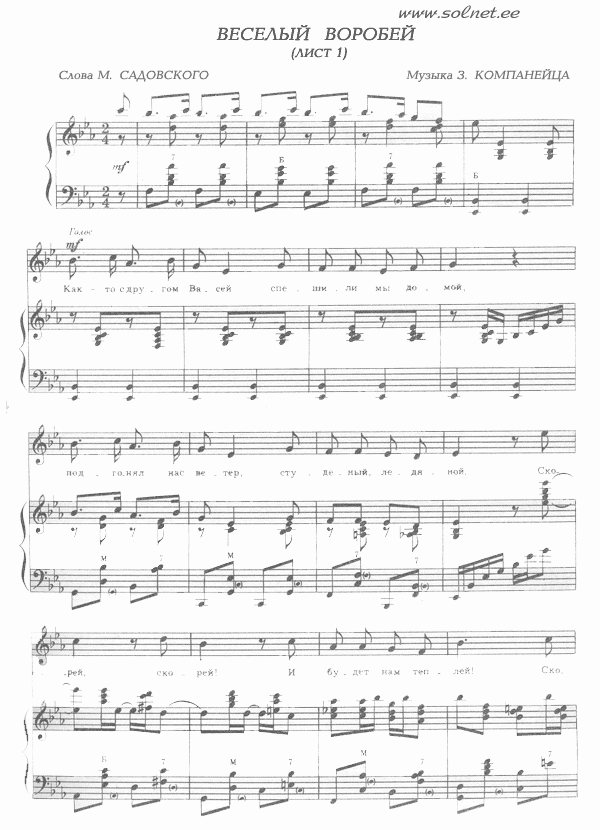 www.solnet.ee
ВЕСЕЛЫЙ ВОРОБЕЙ
(ЛИСТ 1)
Слова М. САДОВСКОГО Музыка З. КОМПАНЕЙЦА
mf
7 Б 7 Б
Голос
mf
Как - то с дру - гом Ва - сей спе - ши - ли мы до - мой,
под - го - нял нас ве - тер, сту - де - ный, ле - дя - ной. Ско -
7 М М 7
рей, ско - рей! И бу - дет нам теп - лей! Ско -
Б 7 Б М М 7